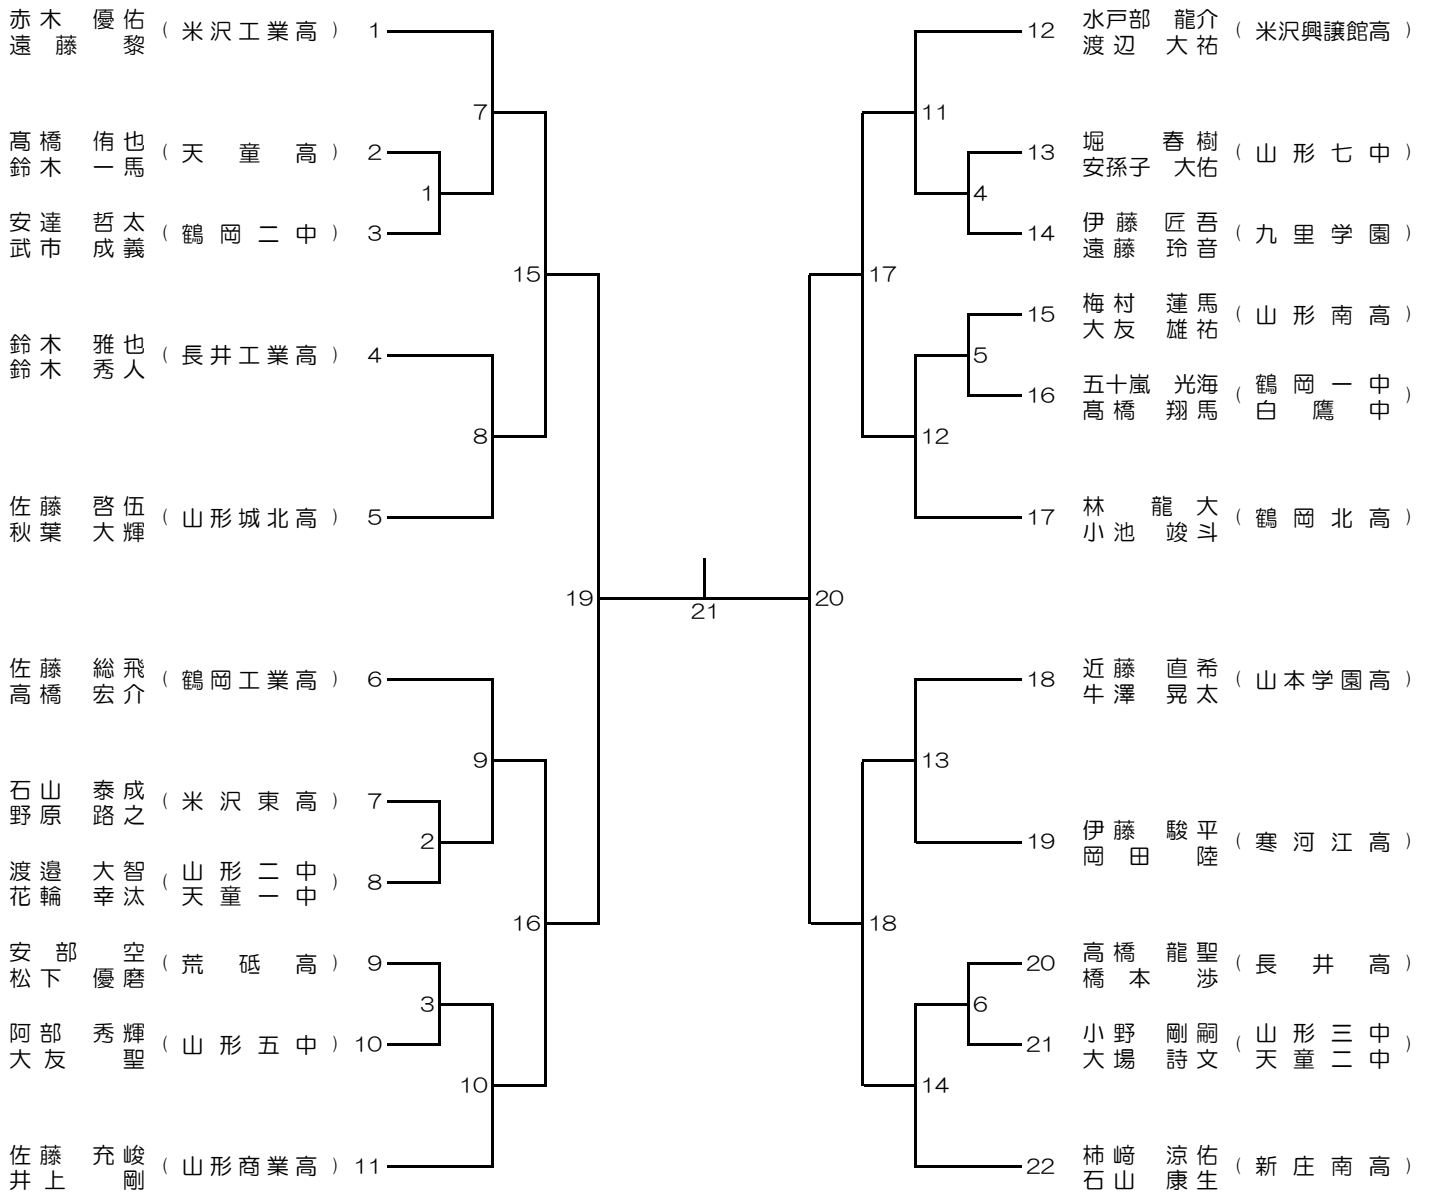 赤木 優佑
遠藤 黎
( 米沢工業高 ) 1
髙橋 侑也
鈴木 一馬
( 天童高 ) 2
安達 哲太
武市 成義
( 鶴岡二中 ) 3
鈴木 雅也
鈴木 秀人
( 長井工業高 ) 4
佐藤 啓伍
秋葉 大輝
( 山形城北高 ) 5
佐藤 総飛
高橋 宏介
( 鶴岡工業高 ) 6
石山 泰成
野原 路之
( 米沢東高 ) 7
渡邉 大智
花輪 幸汰
( 山形二中
天童一中 ) 8
安部 空
松下 優磨
( 荒砥高 ) 9
阿部 秀輝
大友 聖
( 山形五中 ) 10
佐藤 充峻
井上 剛
( 山形商業高 ) 11
7
1
15
8
19
9
2
16
3
10
21
20
11
4
17
5
12
13
18
6
14
12 水戸部 龍介
渡辺 大祐
( 米沢興譲館高 )
13 堀 春樹
安孫子 大佑
( 山形七中 )
14 伊藤 匠吾
遠藤 玲音
( 九里学園 )
15 梅村 蓮馬
大友 雄祐
( 山形南高 )
16 五十嵐 光海
髙橋 翔馬
( 鶴岡一中
白鷹中 )
17 林 龍大
小池 竣斗
( 鶴岡北高 )
18 近藤 直希
牛澤 晃太
( 山本学園高 )
19 伊藤 駿平
岡田 陸
( 寒河江高 )
20 高橋 龍聖
橋本 渉
( 長井高 )
21 小野 剛嗣
大場 詩文
( 山形三中
天童二中 )
22 柿﨑 涼佑
石山 康生
( 新庄南高 )